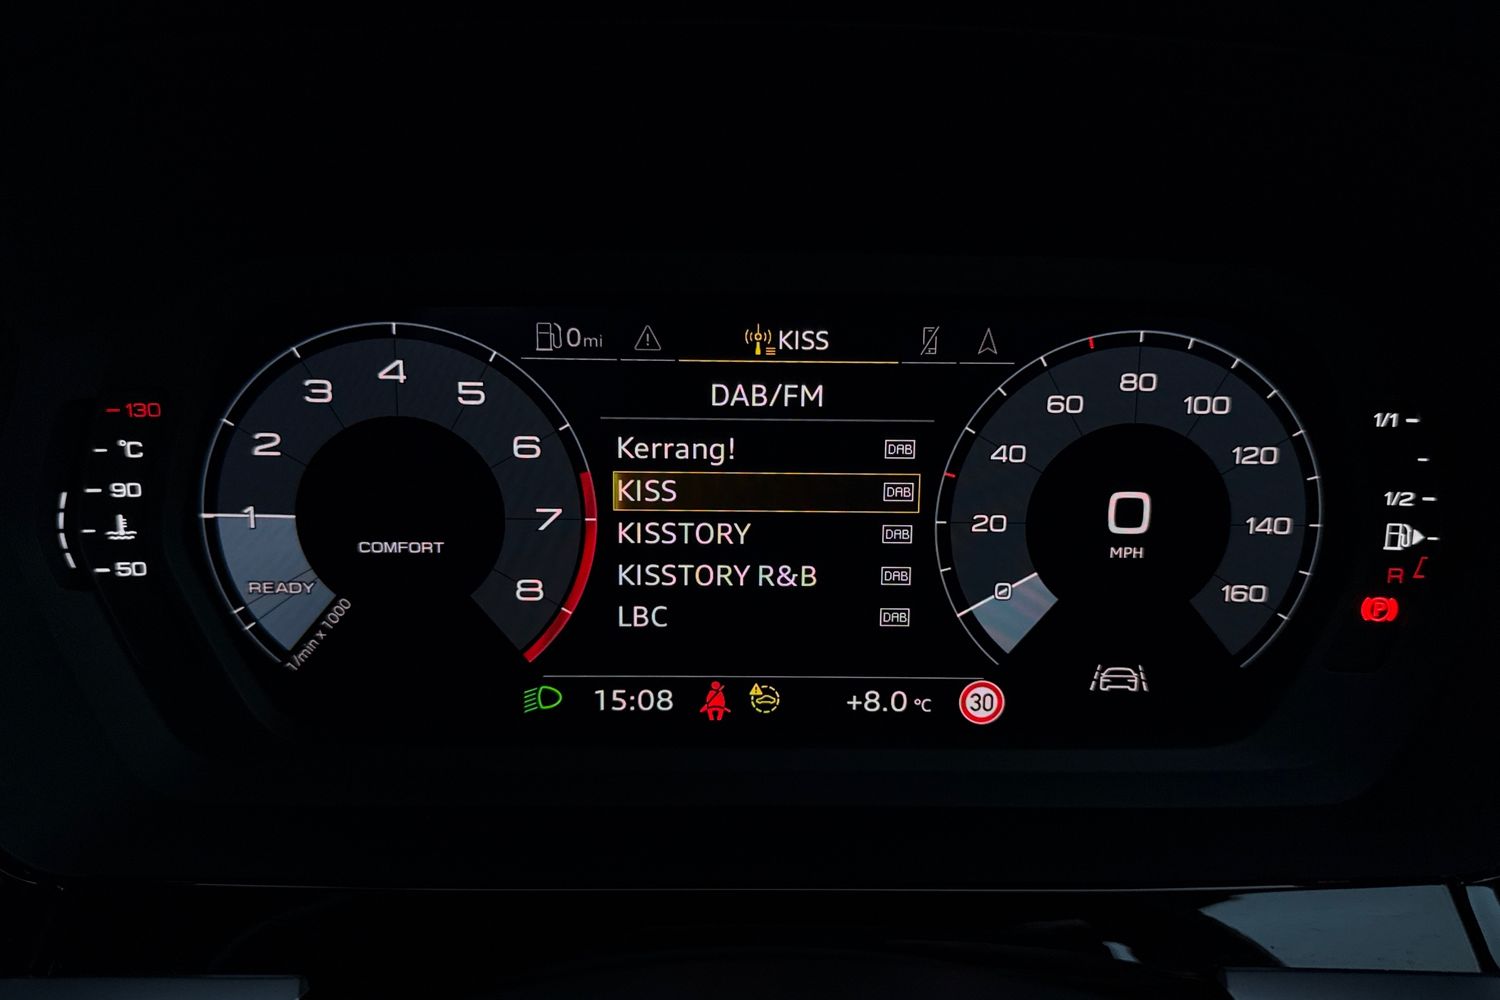 0mi
KISS
DAB/FM
Kerrang! DAB
KISS DAB
KISSTORY DAB
KISSTORY R&B DAB
LBC DAB
15:08
+8.0 °C
30
130
°C
90
50
1
2
3
4
5
6
7
8
READY
1/min x 1000
COMFORT
0
20
40
60
80
100
120
140
160
0
MPH
1/1
1/2
R
P